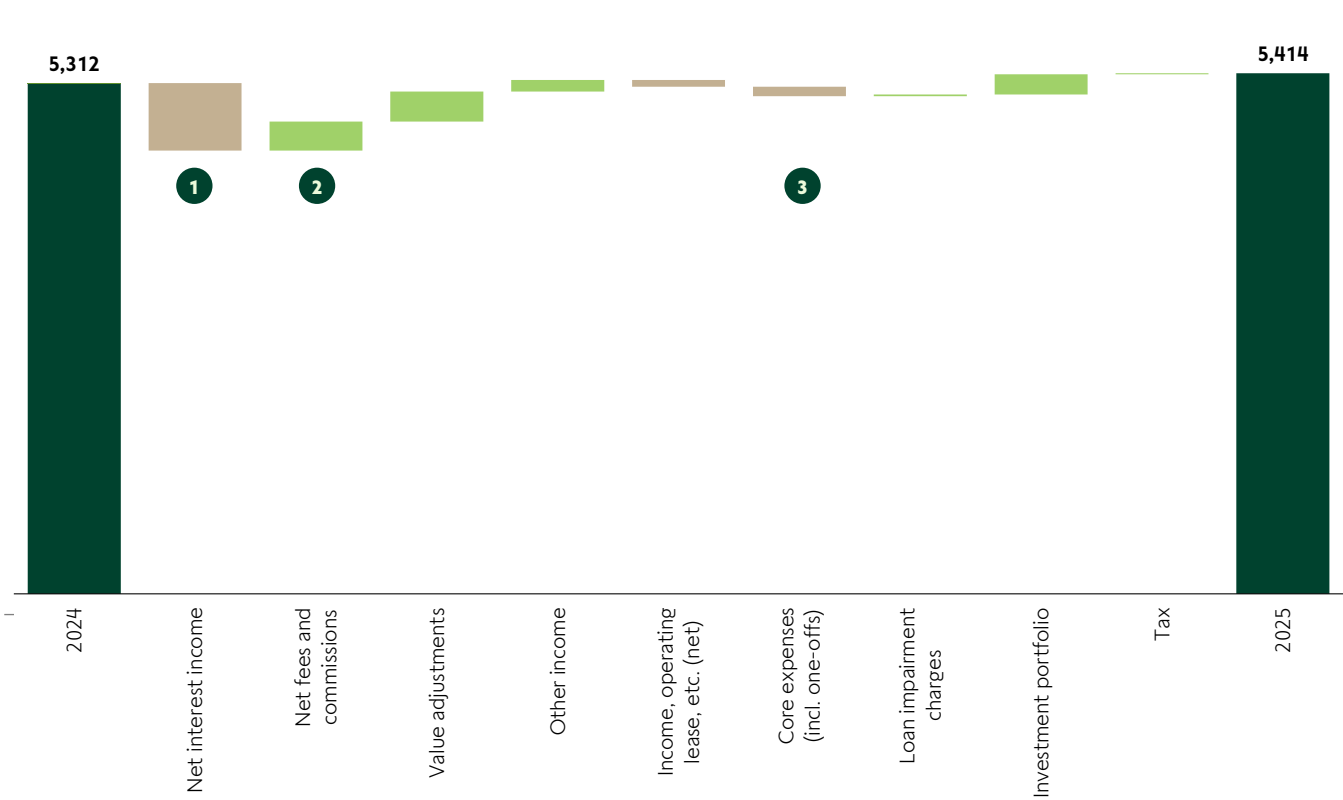 5,312
5,414
1
2
3
2024
Net interest income
Net fees and
commissions
Value adjustments
Other income
Income, operating
lease, etc. (net)
Core expenses
(incl. one-offs)
Loan impairment
charges
Investment portfolio
Tax
2025